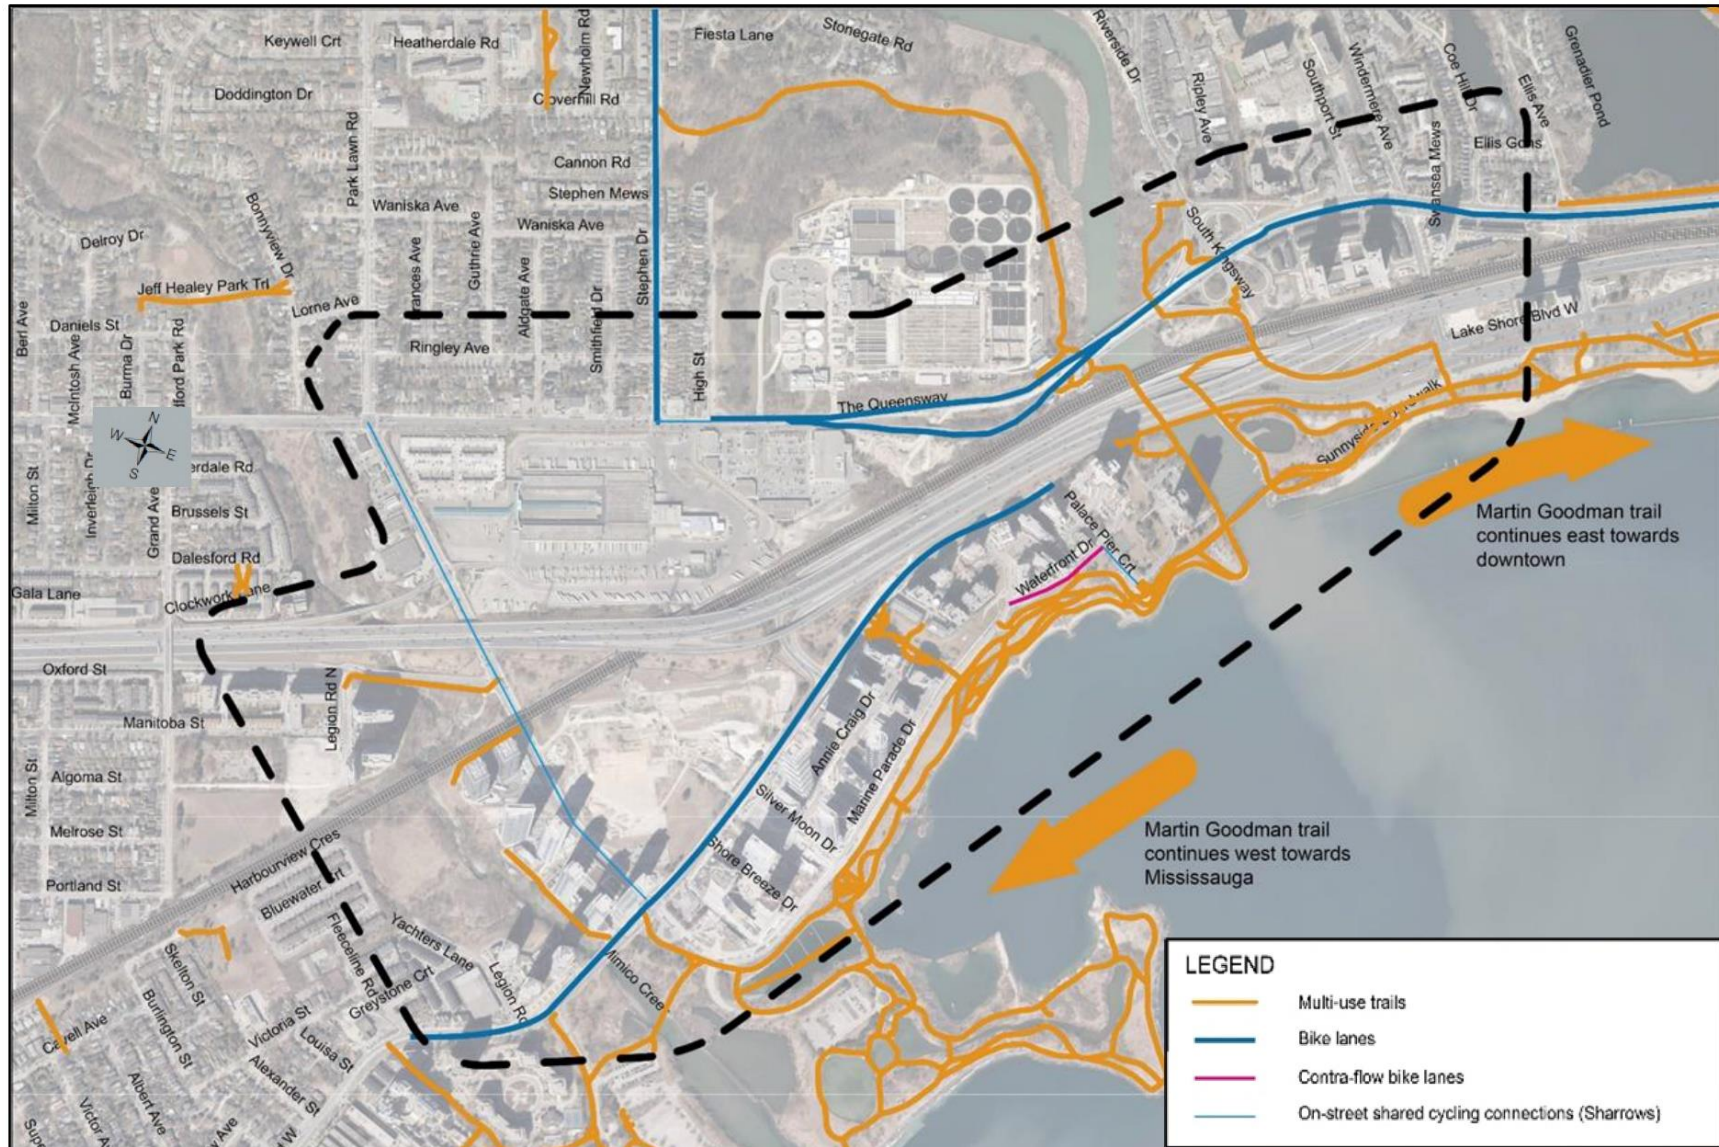 Keywell Crt
Heatherdale Rd
Newholm Rd
Fiesta Lane
Stonegate Rd
Riverside Dr
Ripley Ave
Southport St
Windermere Ave
Coe Hill Dr
Ellis Ave
Grenadier Pond
Doddington Dr
Cloverhill Rd
Park Lawn Rd
Cannon Rd
Ellis Gdns
Swansea Mews
Stephen Mews
Waniska Ave
Waniska Ave
Bonnyview Dr
Delroy Dr
Guthrie Ave
Stephen Dr
South Kingsway
Jeff Healey Park Trl
Lorne Ave
Aldgate Ave
Smithfield Dr
Berl Ave
Daniels St
McIntosh Ave
Burma Dr
Ringley Ave
High St
Lake Shore Blvd W
The Queensway
N
W
E
S
Milton St
Inverleigh Dr
Grand Ave
Brussels St
Dalesford Rd
Gala Lane
Palace Pier Crt
Waterfront Dr
Martin Goodman trail
continues east towards
downtown
Oxford St
Legion Rd N
Manitoba St
Annie Craig Dr
Marine Parade Dr
Milton St
Algoma St
Silver Moon Dr
Melrose St
Harbourview Cres
Shore Breeze Dr
Martin Goodman trail
continues west towards
Mississauga
Portland St
Bluewater Crt
Fleeceline Rd
Yachters Lane
Skelton St
Greystone Crt
Burlington St
Victoria St
Louisa St
Cavell Ave
Alexander St
Albert Ave
LEGEND
Multi-use trails
Bike lanes
Contra-flow bike lanes
On-street shared cycling connections (Sharrows)